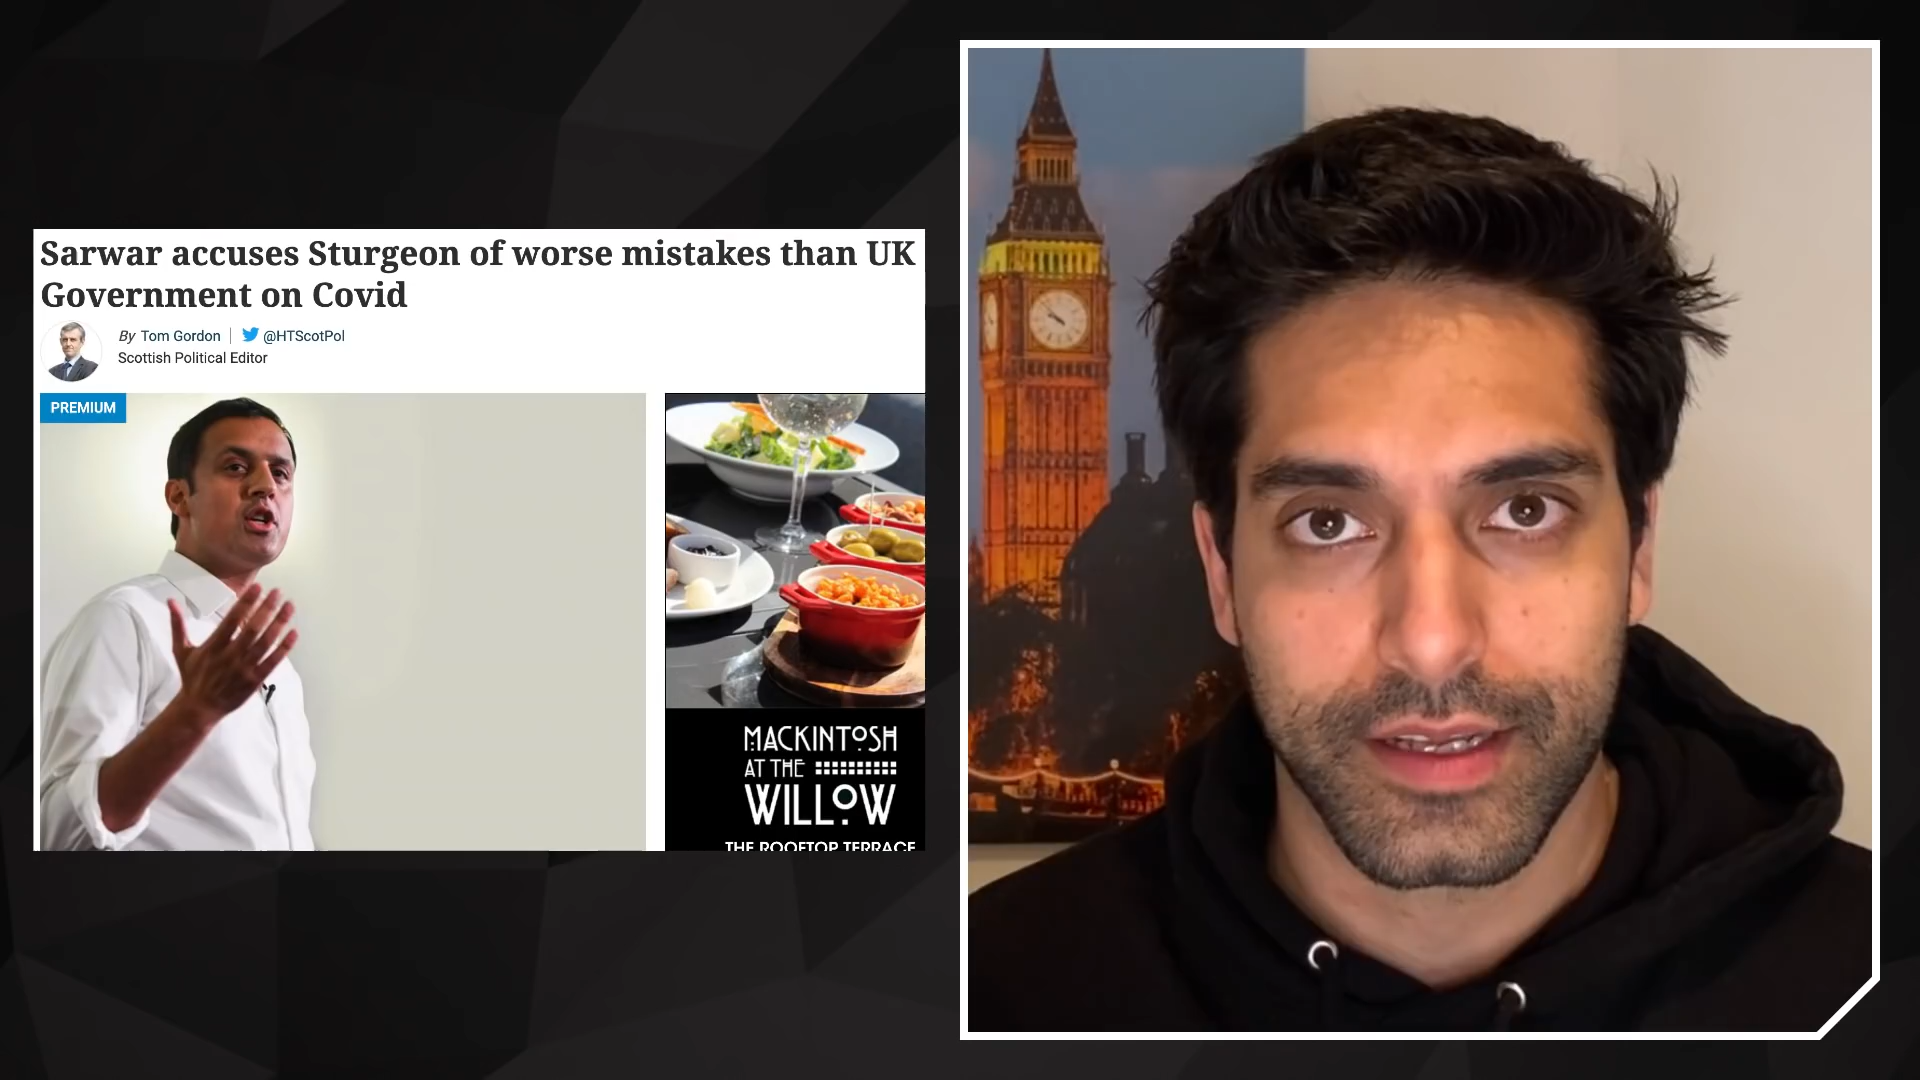 Sarwar accuses Sturgeon of worse mistakes than UK
Government on Covid
By Tom Gordon | @HTScotPol
Scottish Political Editor
PREMIUM
MACKINTOSH
AT THE
WILLOW
THE ROOFTOP TERRACE